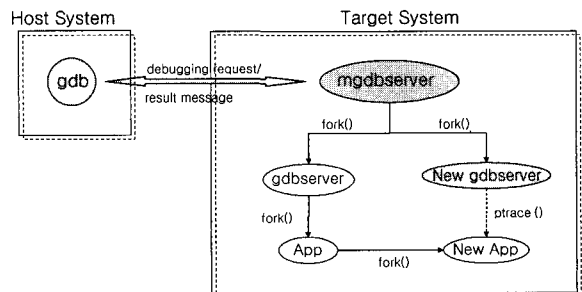 Host System
Target System
gdb
debugging request/
result message
mgdbserver
fork()
fork()
gdbserver
New gdbserver
fork()
ptrace ()
App
New App
fork()